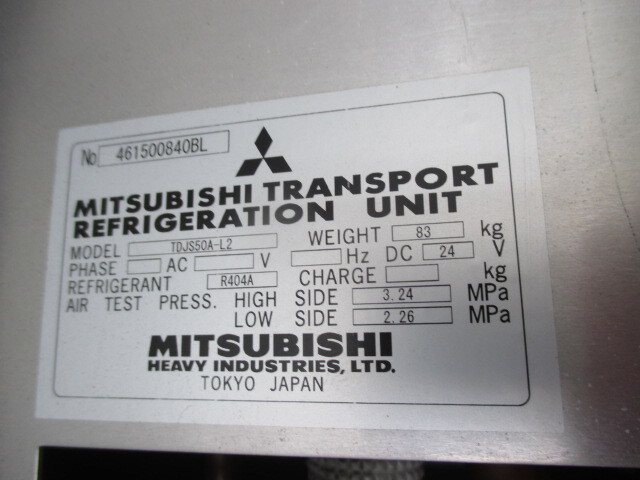 No 461500840BL
MITSUBISHI TRANSPORT
REFRIGERATION UNIT
MODEL TDJS50A-L2 WEIGHT 83 kg
PHASE AC V Hz DC 24 V
REFRIGERANT R404A CHARGE kg
AIR TEST PRESS. HIGH SIDE 3.24 MPa
LOW SIDE 2.26 MPa
MITSUBISHI
HEAVY INDUSTRIES, LTD.
TOKYO JAPAN